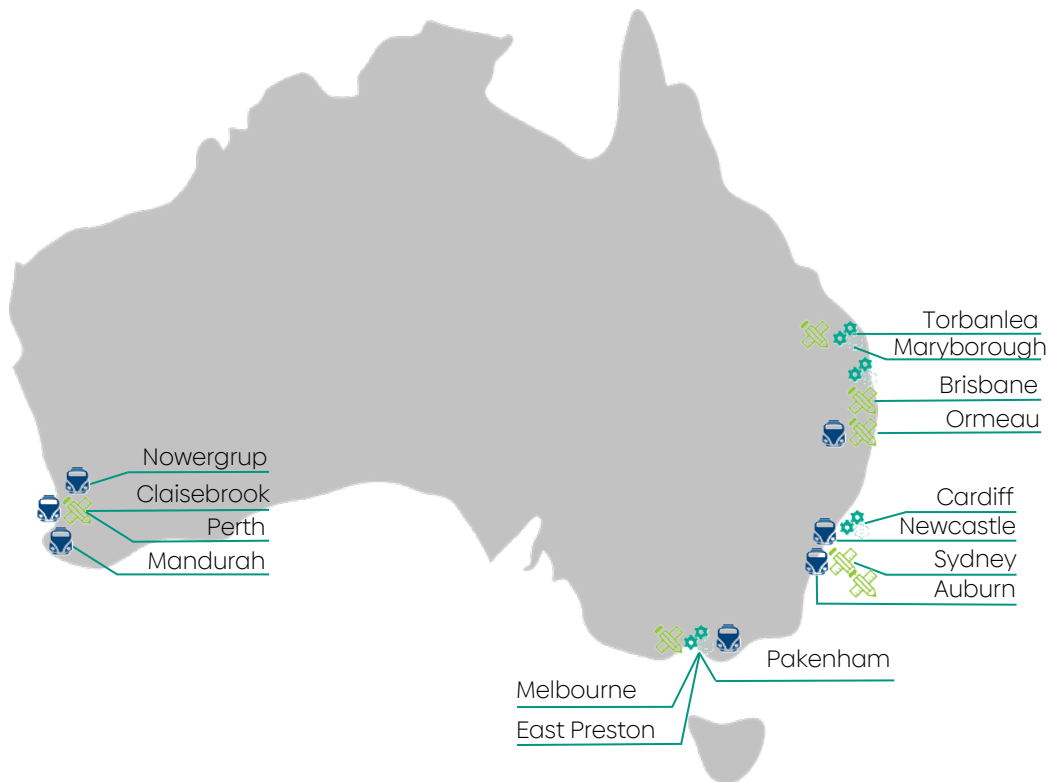 Torbanlea
Maryborough
Brisbane
Ormeau
Nowergrup
Claisebrook
Perth
Mandurah
Cardiff
Newcastle
Sydney
Auburn
Pakenham
Melbourne
East Preston